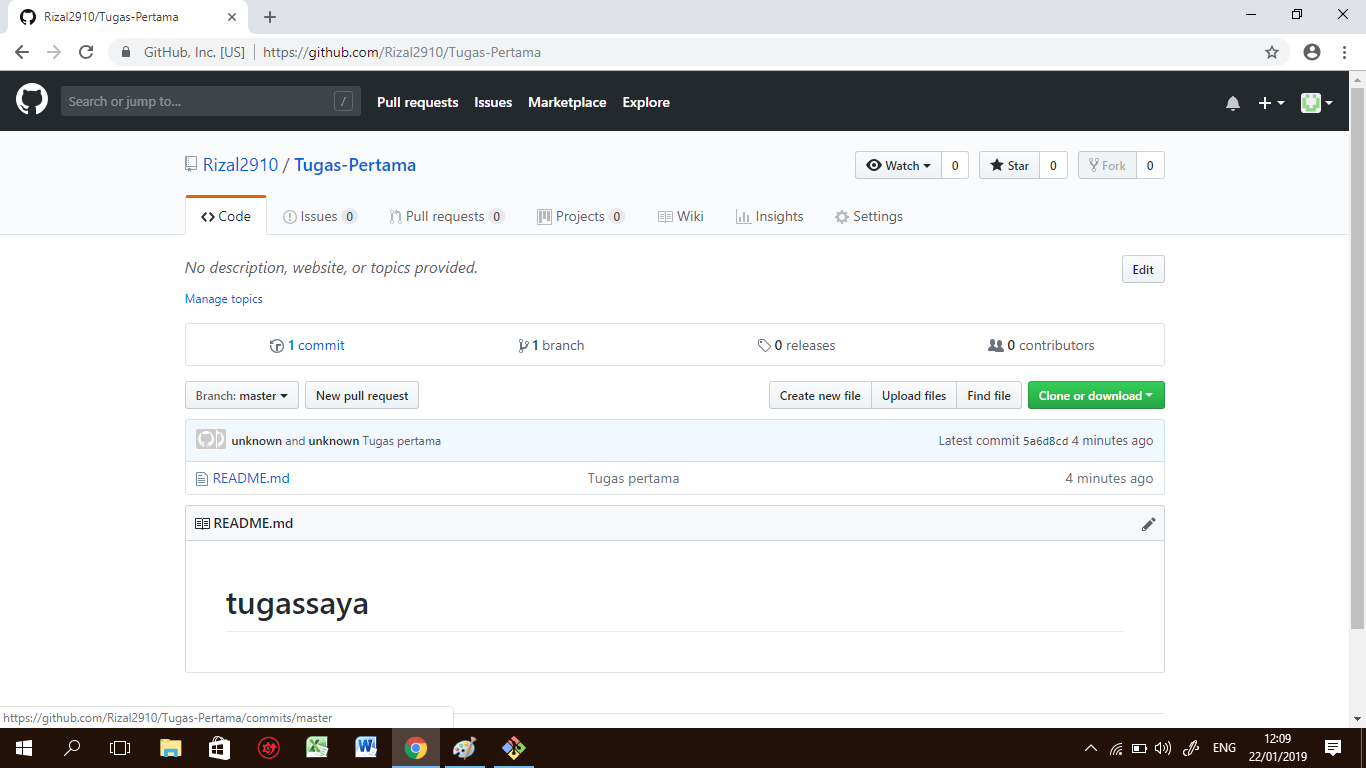 Rizal2910/Tugas-Pertama
GitHub, Inc. [US] https://github.com/Rizal2910/Tugas-Pertama
Search or jump to... / Pull requests Issues Marketplace Explore
Rizal2910 / Tugas-Pertama Watch 0 Star 0 Fork 0
Code Issues 0 Pull requests 0 Projects 0 Wiki Insights Settings
No description, website, or topics provided. Edit
Manage topics
1 commit 1 branch 0 releases 0 contributors
Branch: master New pull request Create new file Upload files Find file Clone or download
unknown and unknown Tugas pertama Latest commit 5a6d8cd 4 minutes ago
README.md Tugas pertama 4 minutes ago
README.md
tugassaya
https://github.com/Rizal2910/Tugas-Pertama/commits/master
ENG 12:09
22/01/2019